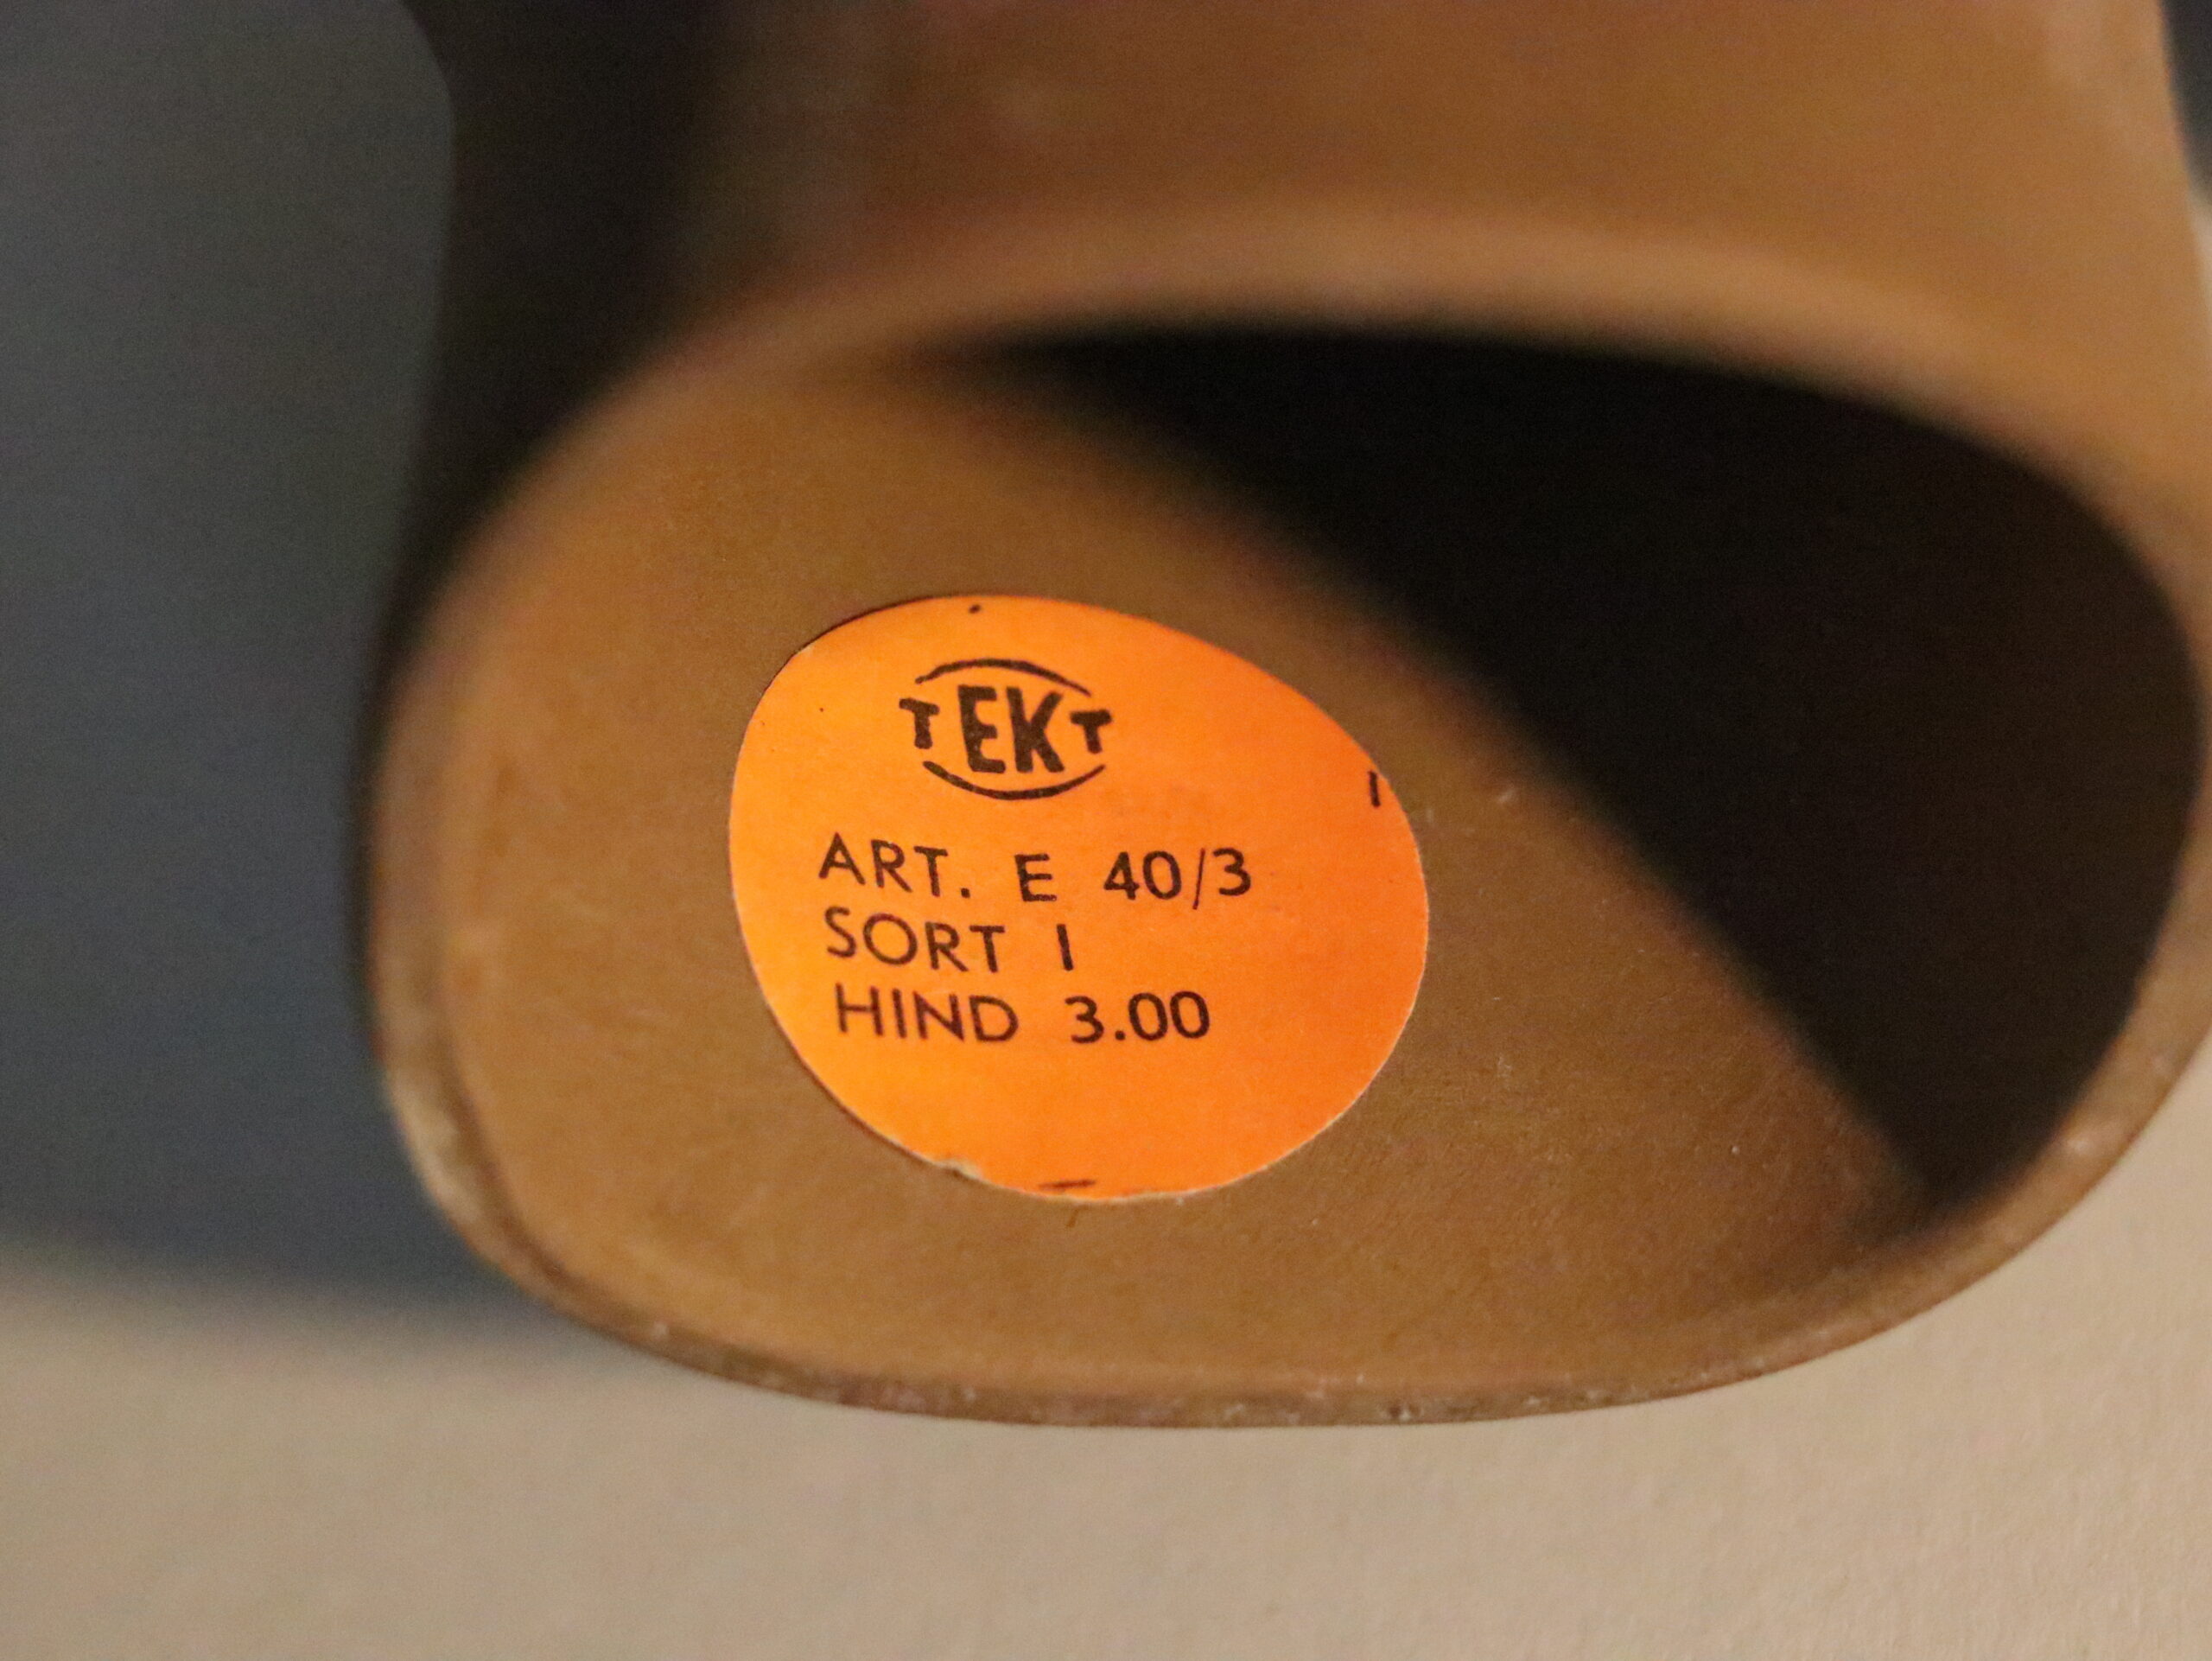 TEKT
ART. E 40/3
SORT I
HIND 3.00